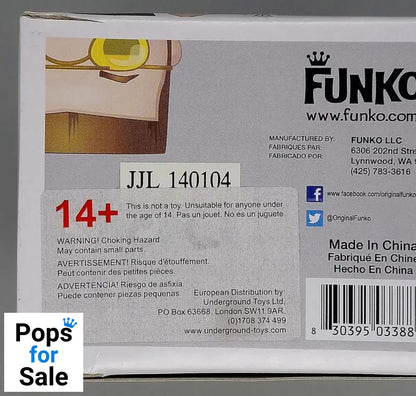 FUNKO
www.funko.com
MANUFACTURED BY:
FABRIQUÉS PAR:
FABRICADO POR:
FUNKO LLC
6306 202nd Stre
Lynnwood, WA
(425) 783-3616
www.facebook.com/originalfunko
@OriginalFunko
JJL 140104
14+
This is not a toy. Unsuitable for anyone under
the age of 14. Pas un jouet. No es un juguete
WARNING! Choking Hazard
May contain small parts.
AVERTISSEMENT! Risque d'étouffement.
Peut contenir des petites pièces.
ADVERTENCIA! Riesgo de asfixia
Puede contener piezas pequenas.
European Distribution by
Underground Toys Ltd,
PO Box 63668, London SW11 9AR.
(0)1708 374 499
www.underground-toys.com
Made In China
Fabriqué En Chine
Hecho En China
8 30395 03388
Pops
for
Sale